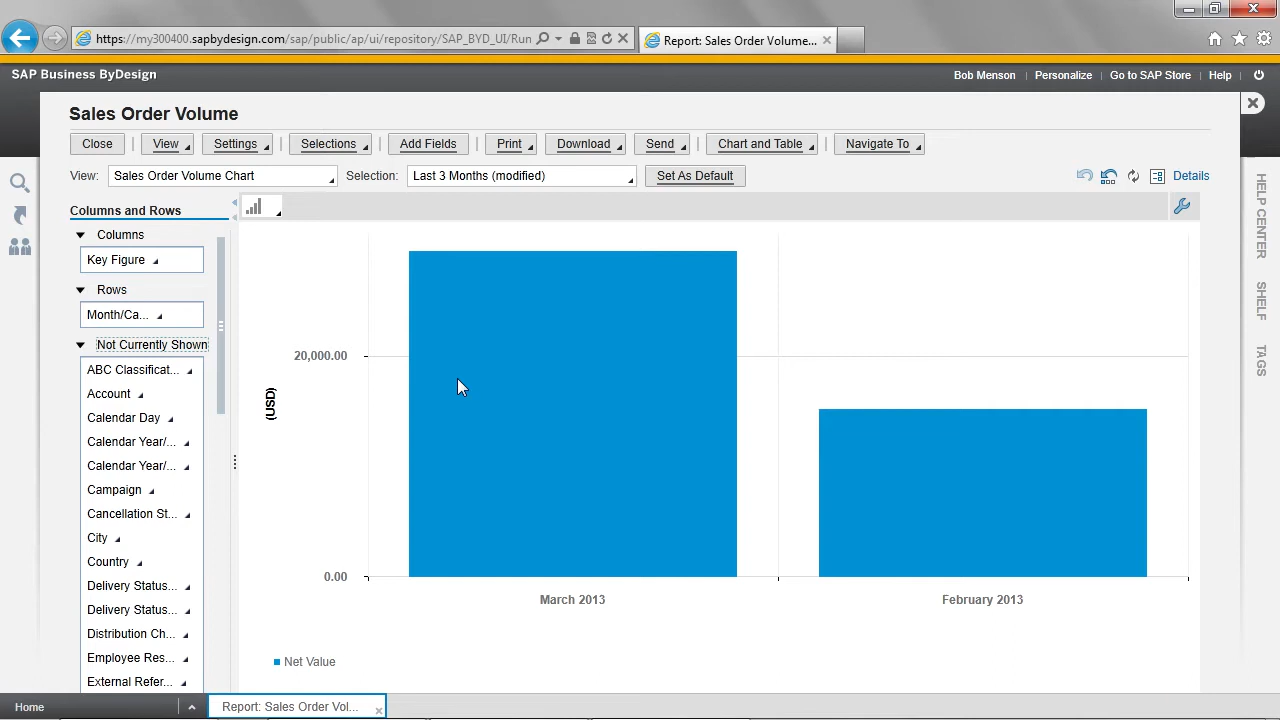 https://my300400.sapbydesign.com/sap/public/ap/ui/repository/SAP_BYD_UI/Run
Report: Sales Order Volume...
SAP Business ByDesign
Bob Menson | Personalize | Go to SAP Store | Help
Sales Order Volume
Close View Settings Selections Add Fields Print Download Send Chart and Table Navigate To
View: Sales Order Volume Chart Selection: Last 3 Months (modified) Set As Default Details
Columns and Rows
Columns
Key Figure
Rows
Month/Ca...
Not Currently Shown
ABC Classificat...
Account
Calendar Day
Calendar Year/...
Calendar Year/...
Campaign
Cancellation St...
City
Country
Delivery Status...
Delivery Status...
Distribution Ch...
Employee Res...
External Refer...
20,000.00
(USD)
0.00
March 2013 February 2013
Net Value
HELP CENTER
SHELF
TAGS
Home Report: Sales Order Vol...